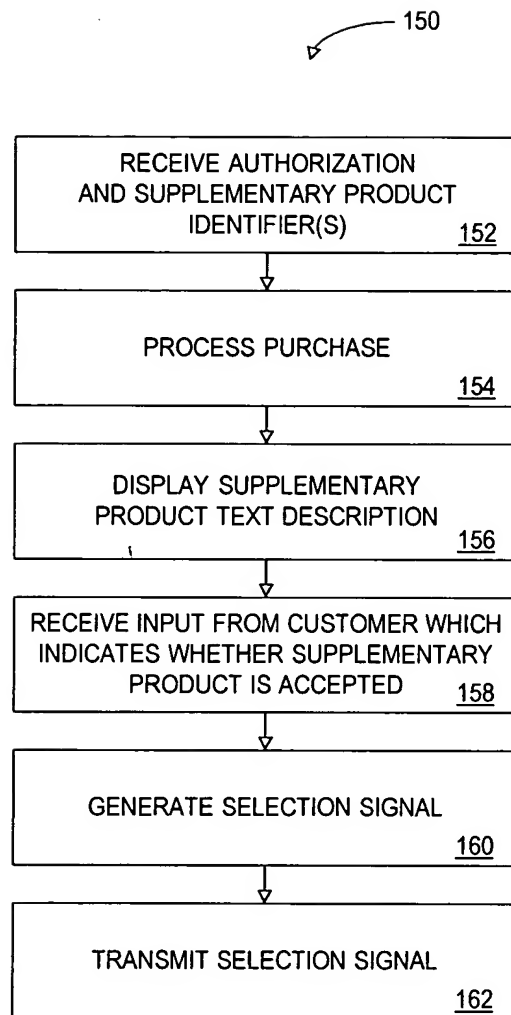 150
RECEIVE AUTHORIZATION
AND SUPPLEMENTARY PRODUCT
IDENTIFIER(S)
152
PROCESS PURCHASE
154
DISPLAY SUPPLEMENTARY
PRODUCT TEXT DESCRIPTION
156
RECEIVE INPUT FROM CUSTOMER WHICH
INDICATES WHETHER SUPPLEMENTARY
PRODUCT IS ACCEPTED
158
GENERATE SELECTION SIGNAL
160
TRANSMIT SELECTION SIGNAL
162